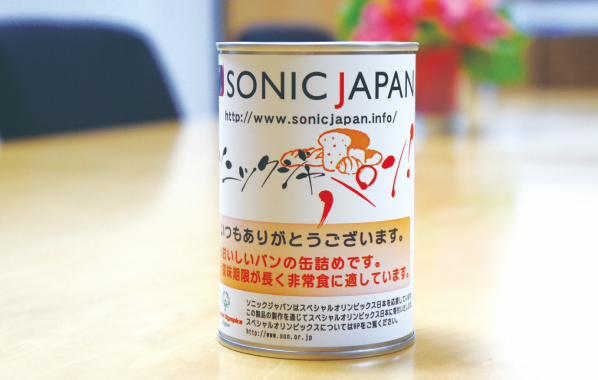 SONIC JAPAN
http://www.sonicjapan.info/
ソニックジャパン!
いつもありがとうございます。
おいしいパンの缶詰めです。
賞味期限が長く非常食に適しています。
ソニックジャパンはスペシャルオリンピックス日本を応援しています
この製品の製作を通じてスペシャルオリンピックス日本に寄付いたしま
スペシャルオリンピックスについてはHPをご覧ください。
http://www.son.or.jp